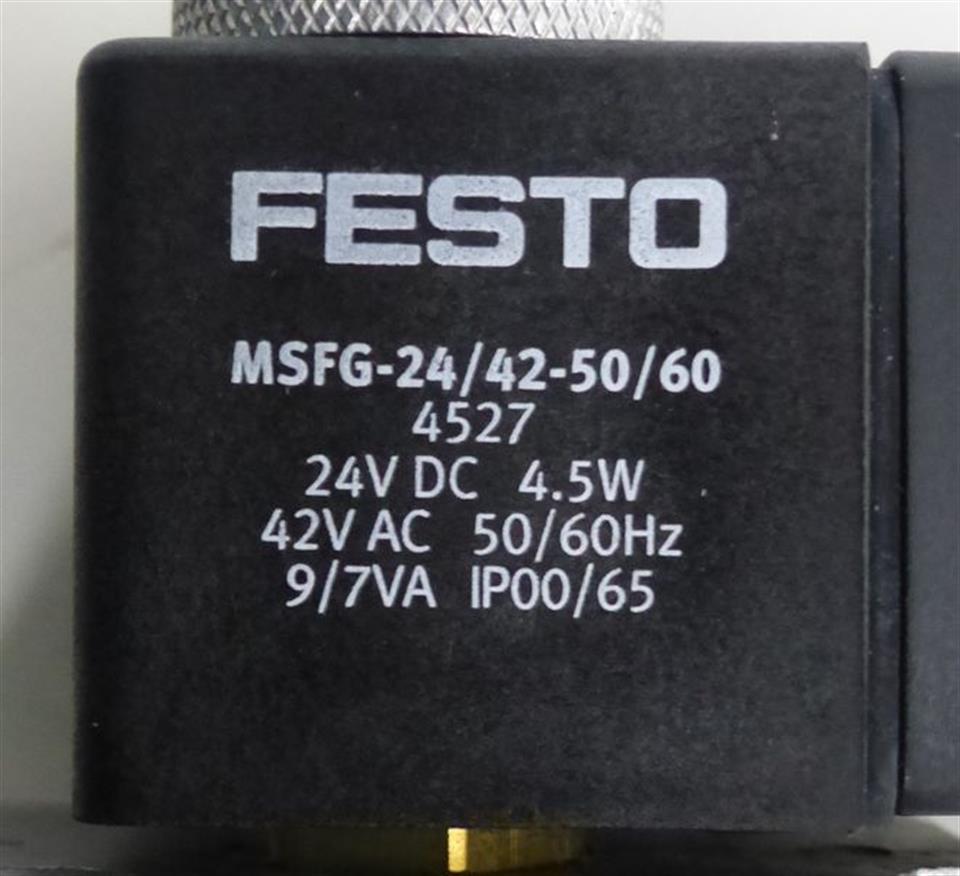 FESTO
MSFG-24/42-50/60
4527
24V DC 4.5W
42V AC 50/60Hz
9/7VA IP00/65